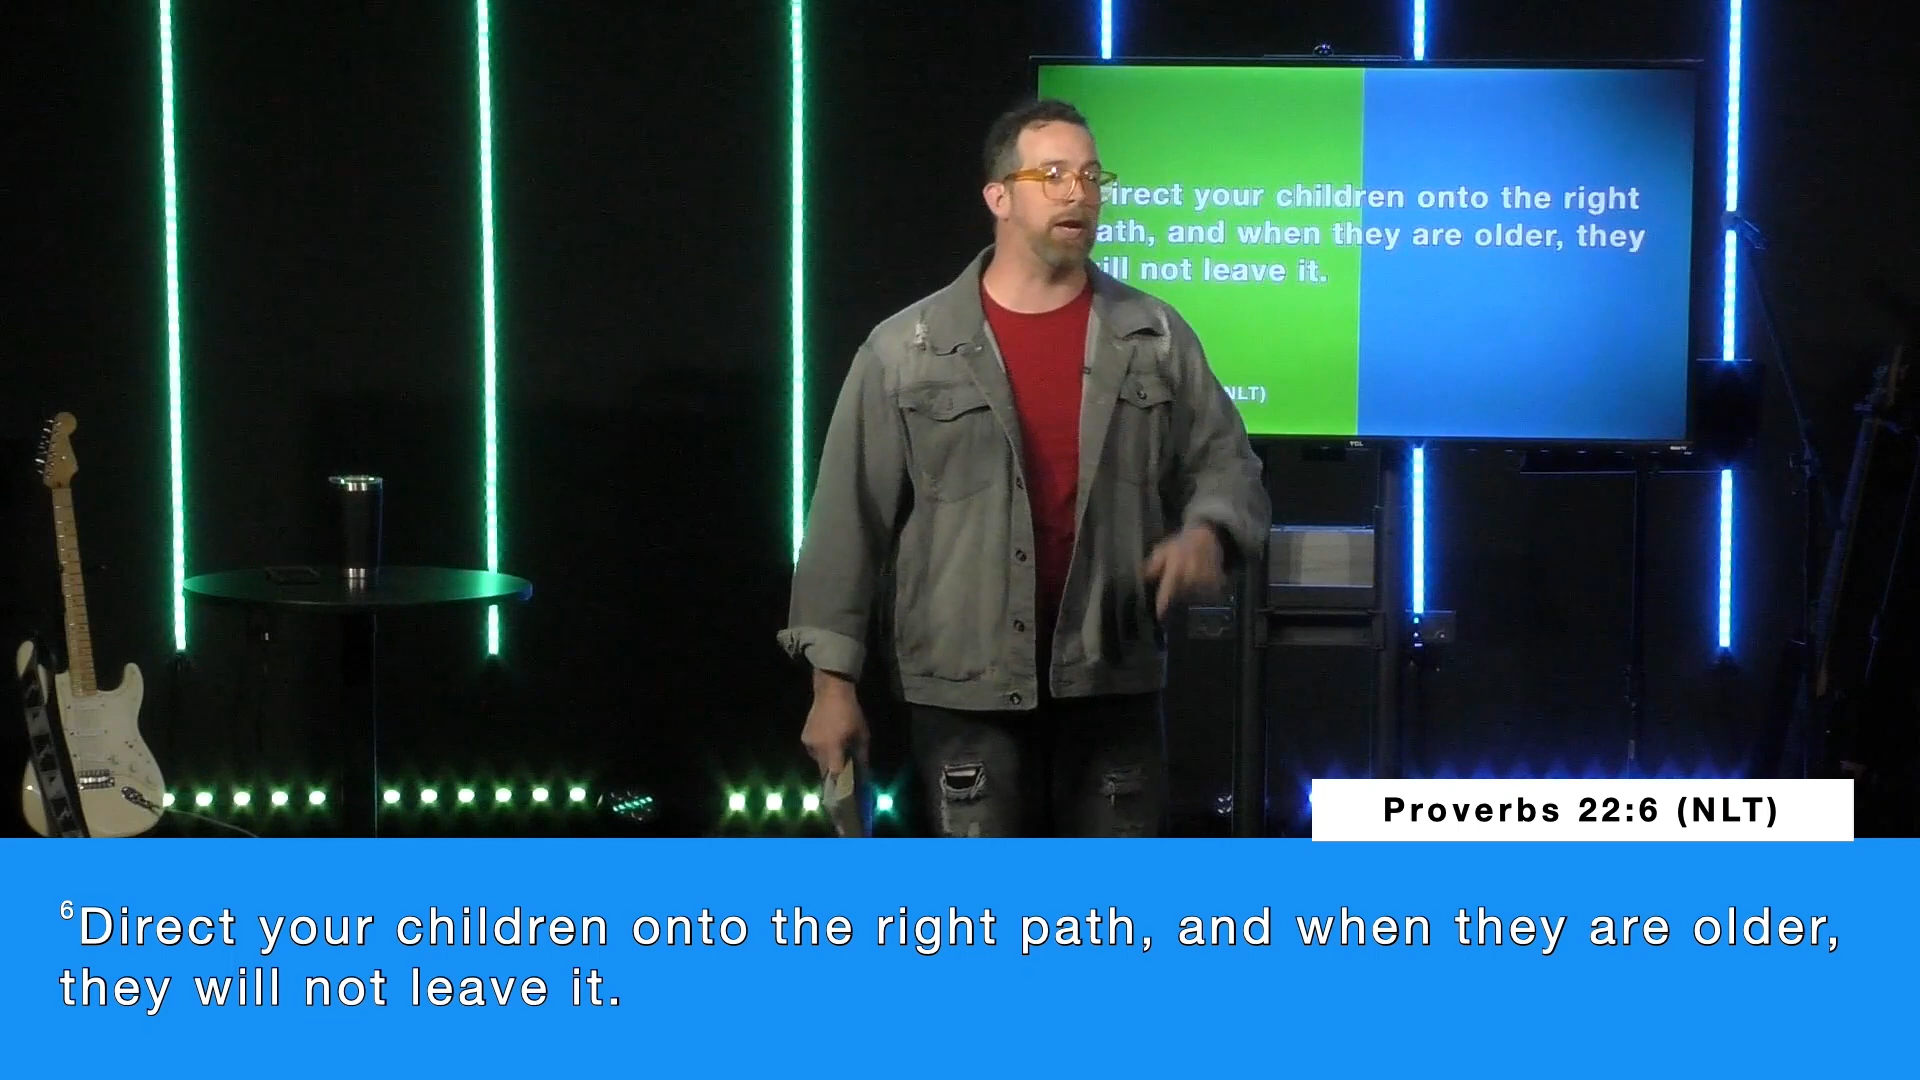 irect your children onto the right
ath, and when they are older, they
ill not leave it.
NLT)
TCL
Proverbs 22:6 (NLT)
6Direct your children onto the right path, and when they are older,
they will not leave it.